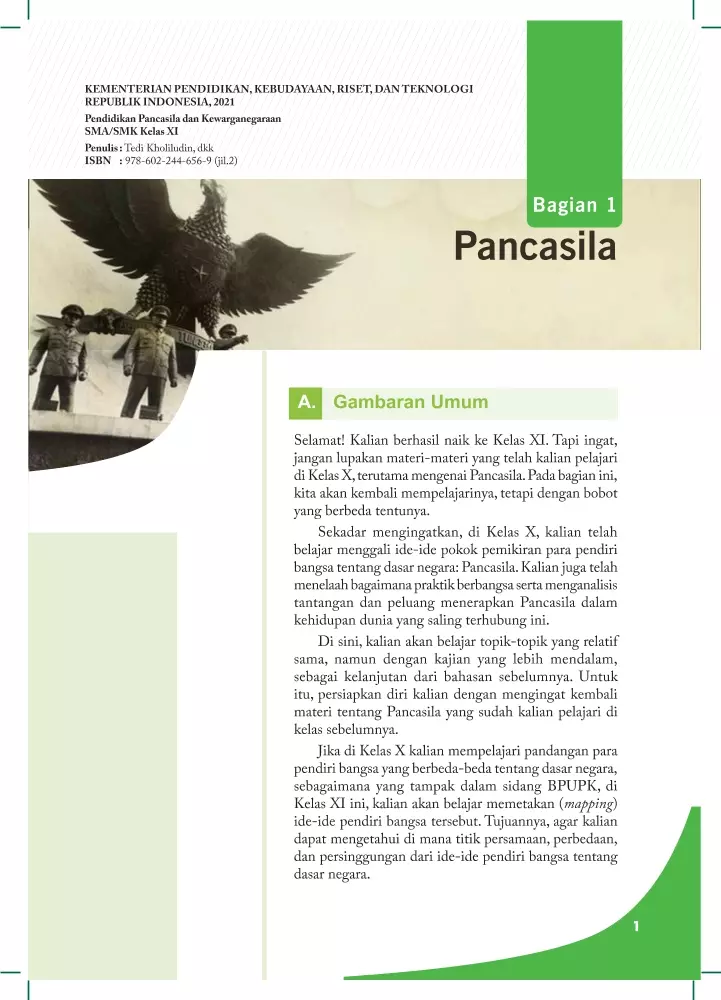 KEMENTERIAN PENDIDIKAN, KEBUDAYAAN, RISET, DAN TEKNOLOGI
REPUBLIK INDONESIA, 2021
Pendidikan Pancasila dan Kewarganegaraan
SMA/SMK Kelas XI
Penulis : Tedi Kholiludin, dkk
ISBN : 978-602-244-656-9 (jil.2)
Bagian 1
Pancasila
A. Gambaran Umum
Selamat! Kalian berhasil naik ke Kelas XI. Tapi ingat,
jangan lupakan materi-materi yang telah kalian pelajari
di Kelas X, terutama mengenai Pancasila. Pada bagian ini,
kita akan kembali mempelajarinya, tetapi dengan bobot
yang berbeda tentunya.
Sekadar mengingatkan, di Kelas X, kalian telah
belajar menggali ide-ide pokok pemikiran para pendiri
bangsa tentang dasar negara: Pancasila. Kalian juga telah
menelaah bagaimana praktik berbangsa serta menganalisis
tantangan dan peluang menerapkan Pancasila dalam
kehidupan dunia yang saling terhubung ini.
Di sini, kalian akan belajar topik-topik yang relatif
sama, namun dengan kajian yang lebih mendalam,
sebagai kelanjutan dari bahasan sebelumnya. Untuk
itu, persiapkan diri kalian dengan mengingat kembali
materi tentang Pancasila yang sudah kalian pelajari di
kelas sebelumnya.
Jika di Kelas X kalian mempelajari pandangan para
pendiri bangsa yang berbeda-beda tentang dasar negara,
sebagaimana yang tampak dalam sidang BPUPK, di
Kelas XI ini, kalian akan belajar memetakan (mapping)
ide-ide pendiri bangsa tersebut. Tujuannya, agar kalian
dapat mengetahui di mana titik persamaan, perbedaan,
dan persinggungan dari ide-ide pendiri bangsa tentang
dasar negara.
1